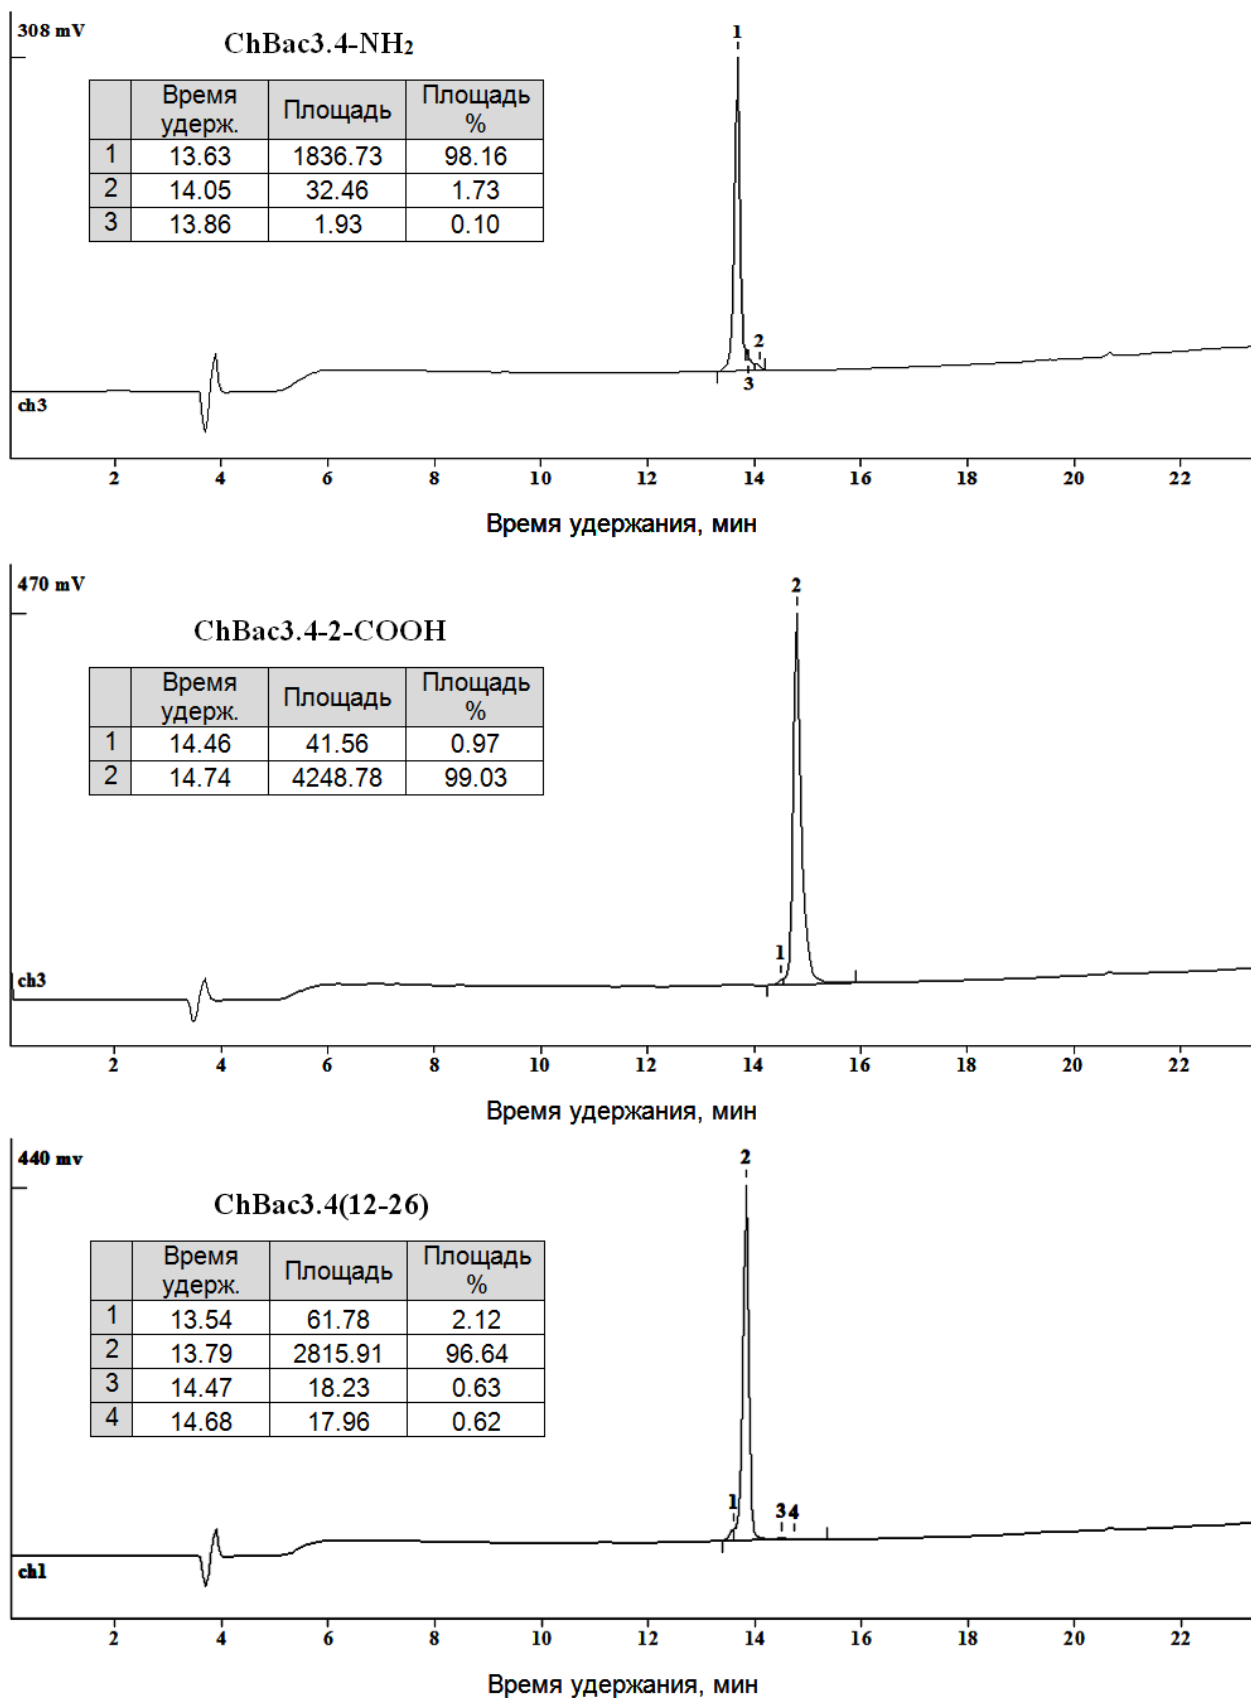 308 mV
ChBac3.4-NH₂
Время удерж. Площадь Площадь %
1 13.63 1836.73 98.16
2 14.05 32.46 1.73
3 13.86 1.93 0.10
1
2
3
ch3
2 4 6 8 10 12 14 16 18 20 22
Время удержания, мин
470 mV
ChBac3.4-2-COOH
Время удерж. Площадь Площадь %
1 14.46 41.56 0.97
2 14.74 4248.78 99.03
2
1
ch3
2 4 6 8 10 12 14 16 18 20 22
Время удержания, мин
440 mv
ChBac3.4(12-26)
Время удерж. Площадь Площадь %
1 13.54 61.78 2.12
2 13.79 2815.91 96.64
3 14.47 18.23 0.63
4 14.68 17.96 0.62
2
1 3 4
ch1
2 4 6 8 10 12 14 16 18 20 22
Время удержания, мин